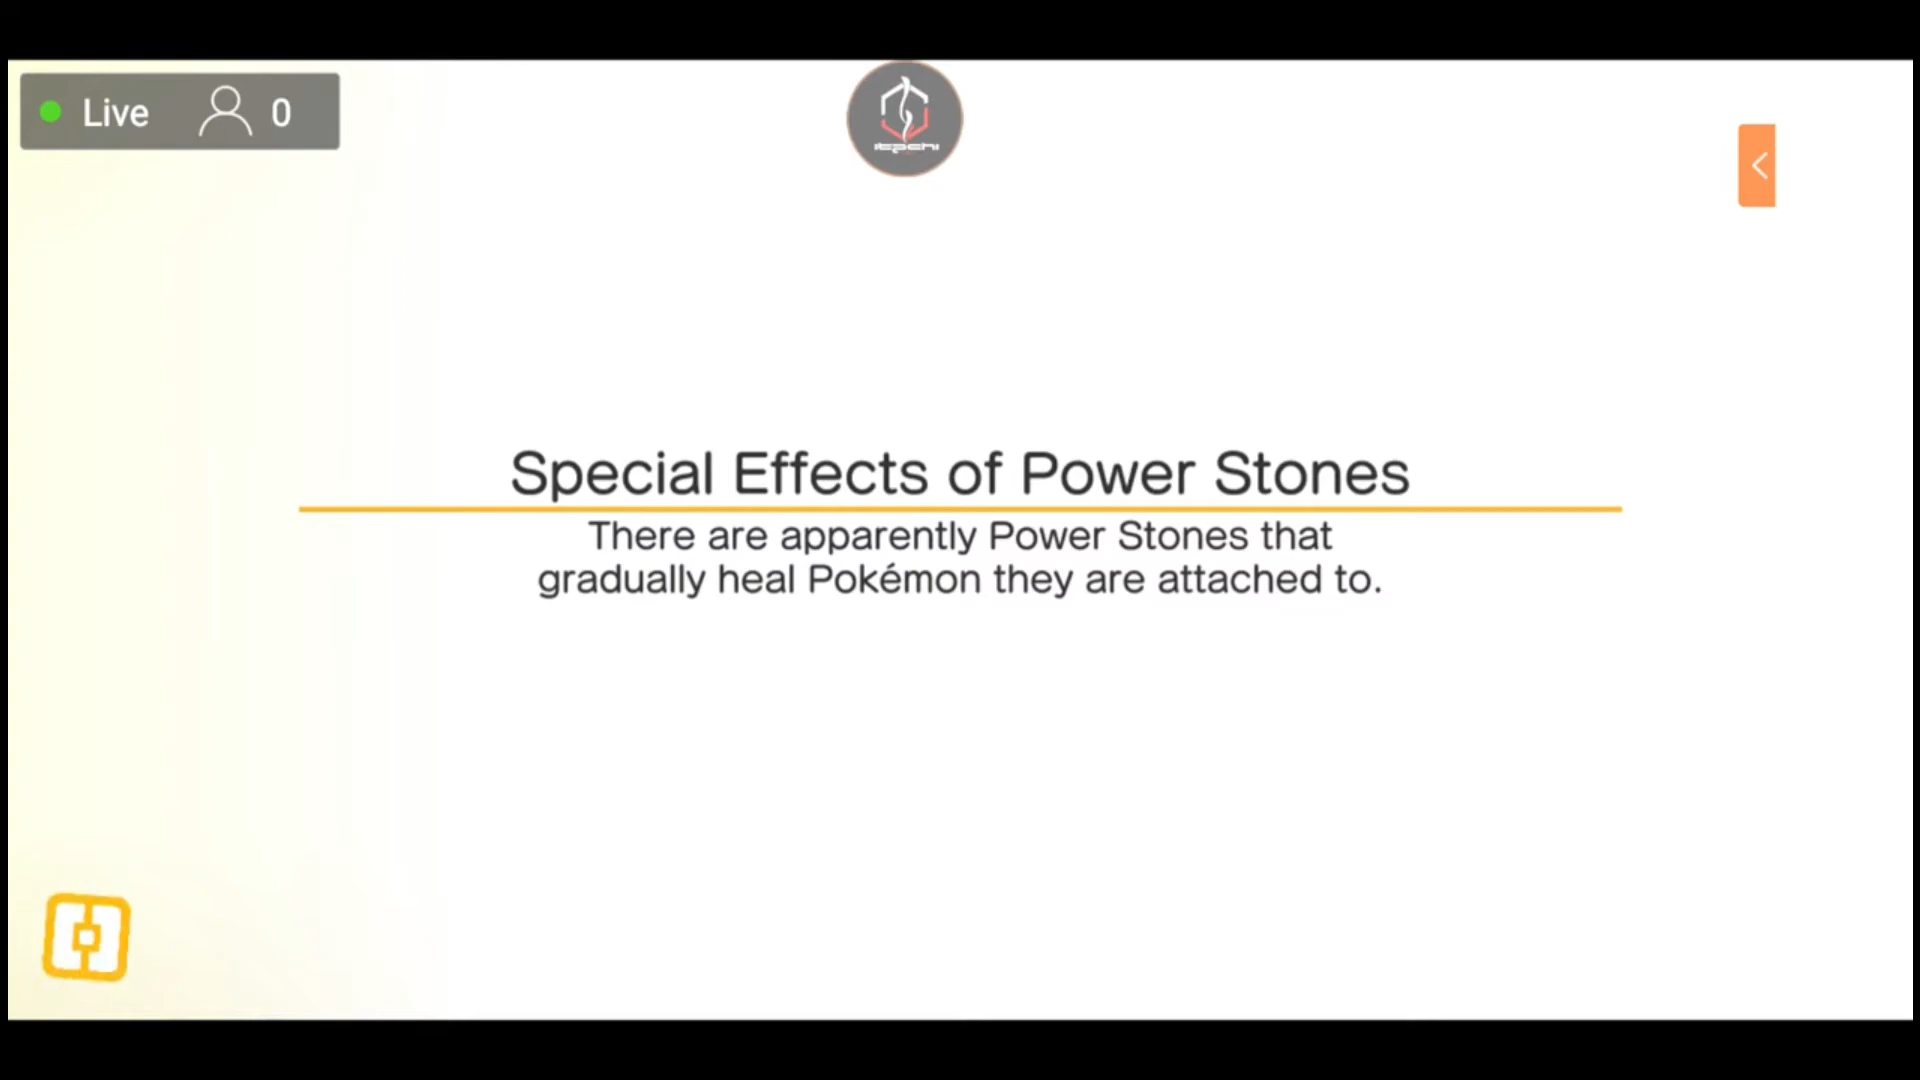 Live 0
itachi
Special Effects of Power Stones
There are apparently Power Stones that
gradually heal Pokémon they are attached to.